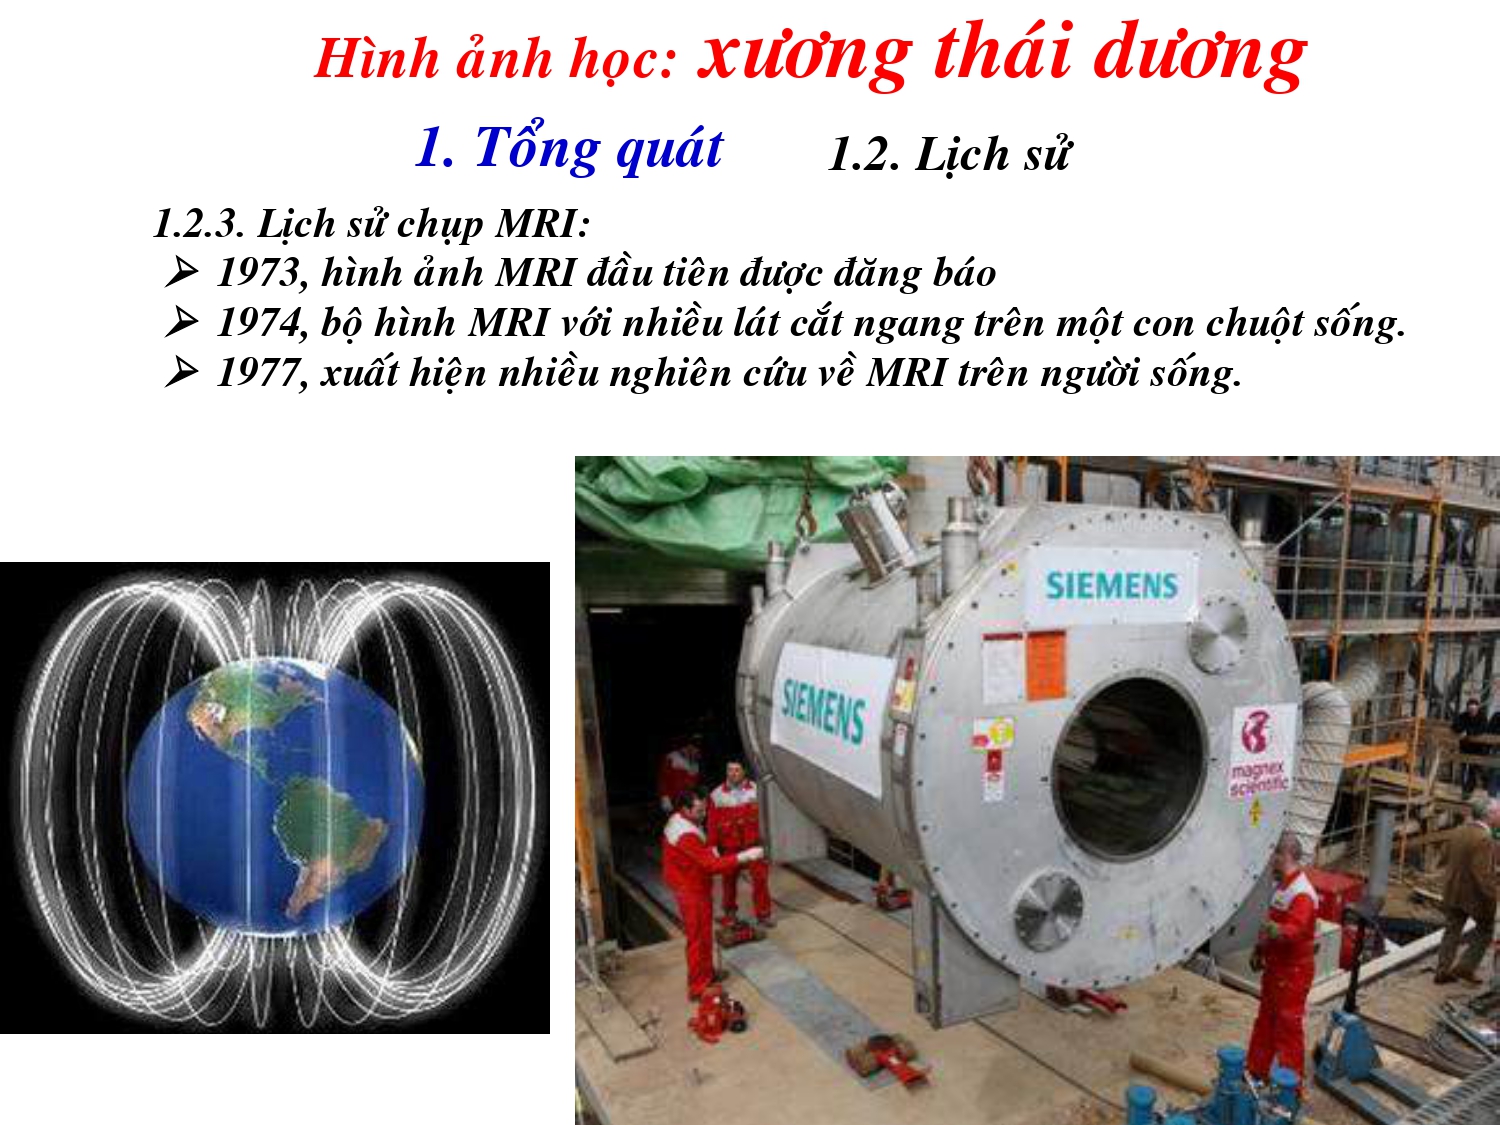 Hình ảnh học: xương thái dương
1. Tổng quát 1.2. Lịch sử
1.2.3. Lịch sử chụp MRI:
➢ 1973, hình ảnh MRI đầu tiên được đăng báo
➢ 1974, bộ hình MRI với nhiều lát cắt ngang trên một con chuột sống.
➢ 1977, xuất hiện nhiều nghiên cứu về MRI trên người sống.
SIEMENS
SIEMENS
magnex
scientific